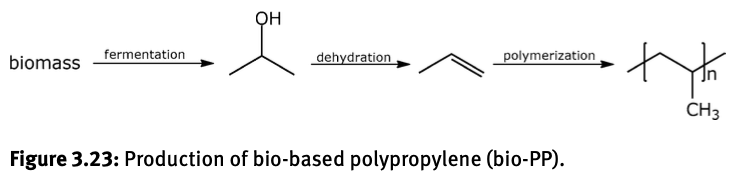 OH
biomass fermentation dehydration polymerization n
CH3
Figure 3.23: Production of bio-based polypropylene (bio-PP).